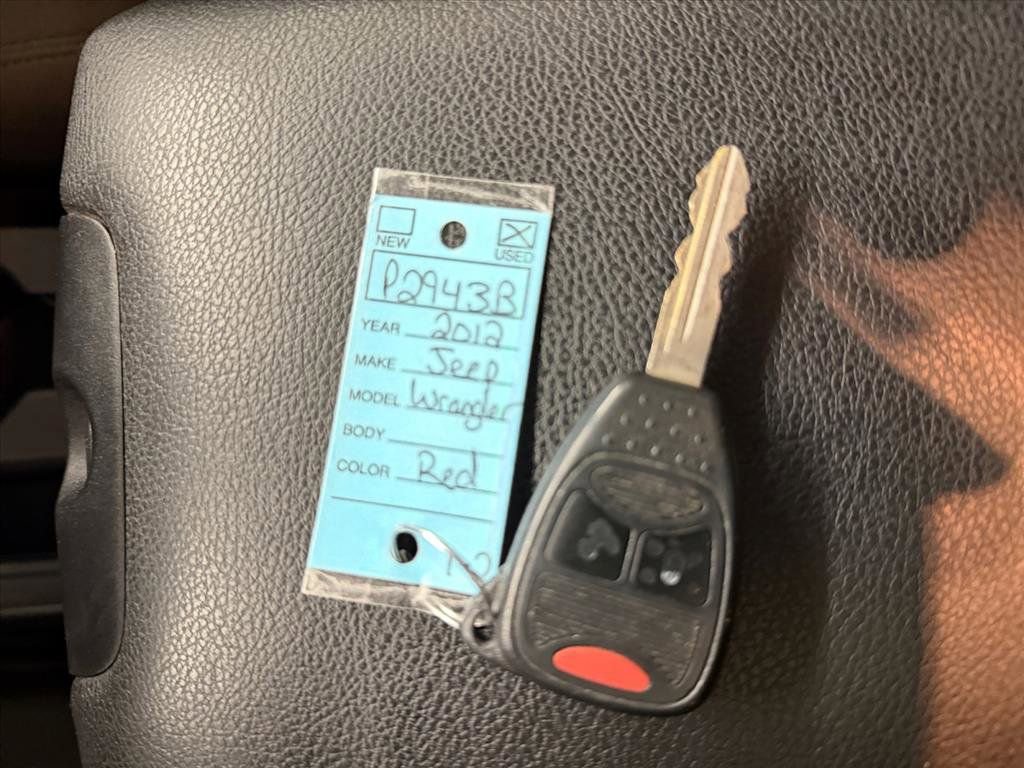 NEW USED
P2943B
YEAR 2012
MAKE Jeep
MODEL Wrangler
BODY
COLOR Red